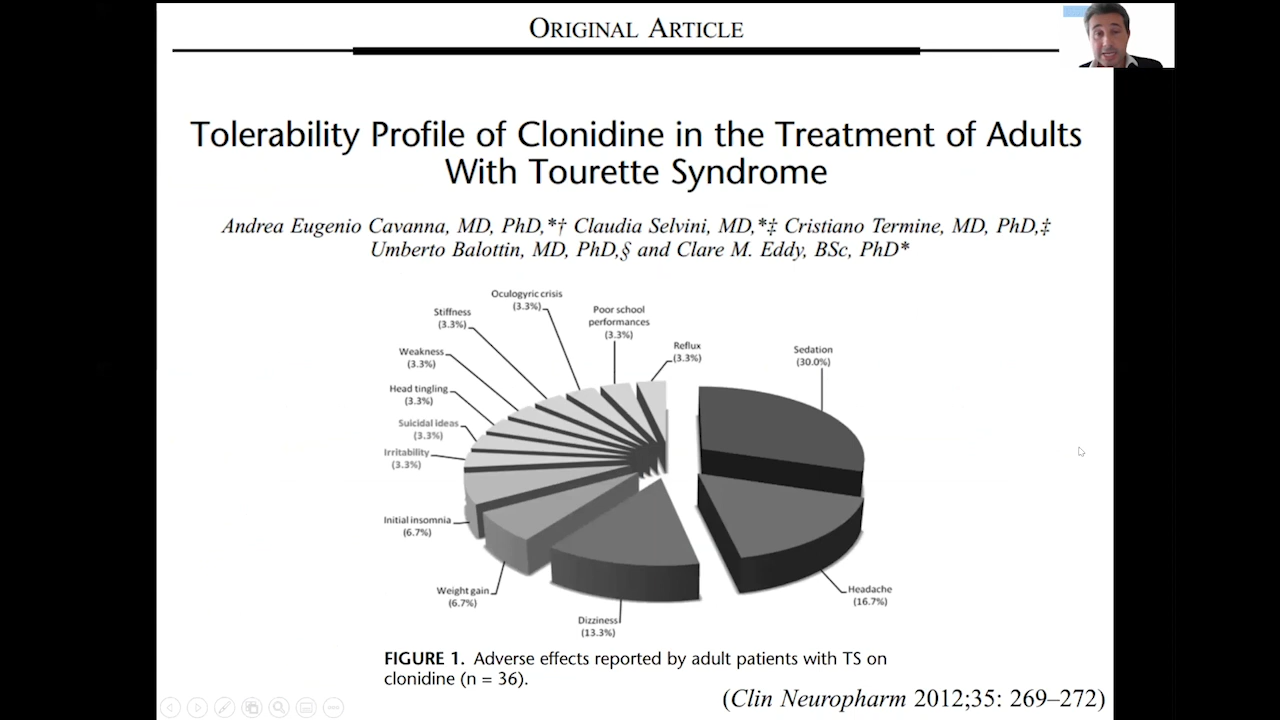 ORIGINAL ARTICLE
Tolerability Profile of Clonidine in the Treatment of Adults
With Tourette Syndrome
Andrea Eugenio Cavanna, MD, PhD,*† Claudia Selvini, MD,*‡ Cristiano Termine, MD, PhD,‡
Umberto Balottin, MD, PhD,§ and Clare M. Eddy, BSc, PhD*
Oculogyric crisis
(3.3%)
Stiffness
(3.3%)
Poor school
performances
(3.3%)
Reflux
(3.3%)
Sedation
(30.0%)
Weakness
(3.3%)
Head tingling
(3.3%)
Suicidal ideas
(3.3%)
Irritability
(3.3%)
Initial insomnia
(6.7%)
Weight gain
(6.7%)
Dizziness
(13.3%)
Headache
(16.7%)
FIGURE 1. Adverse effects reported by adult patients with TS on
clonidine (n = 36).
(Clin Neuropharm 2012;35: 269–272)